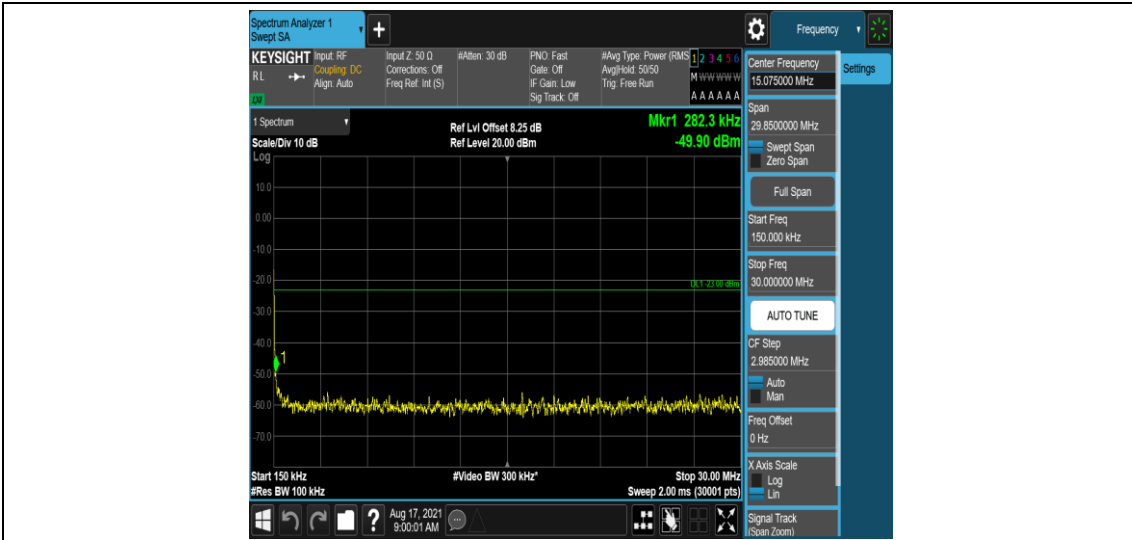 Spectrum Analyzer 1
Swept SA
Frequency
KEYSIGHT
RL
LXI
Input: RF
Coupling: DC
Align: Auto
Input Z: 50 Ω
Corrections: Off
Freq Ref: Int (S)
#Atten: 30 dB
PNO: Fast
Gate: Off
IF Gain: Low
Sig Track: Off
#Avg Type: Power (RMS
Avg|Hold: 50/50
Trig: Free Run
1 2 3 4 5 6
M W W W W W
A A A A A A
1 Spectrum
Scale/Div 10 dB
Log
Ref Lvl Offset 8.25 dB
Ref Level 20.00 dBm
Mkr1 282.3 kHz
-49.90 dBm
10.0
0.00
-10.0
-20.0
-30.0
-40.0
-50.0
-60.0
-70.0
DL1 -23.00 dBm
1
Start 150 kHz
#Res BW 100 kHz
#Video BW 300 kHz*
Stop 30.00 MHz
Sweep 2.00 ms (30001 pts)
Aug 17, 2021
9:00:01 AM
Center Frequency
15.075000 MHz
Settings
Span
29.8500000 MHz
Swept Span
Zero Span
Full Span
Start Freq
150.000 kHz
Stop Freq
30.000000 MHz
AUTO TUNE
CF Step
2.985000 MHz
Auto
Man
Freq Offset
0 Hz
X Axis Scale
Log
Lin
Signal Track
(Span Zoom)